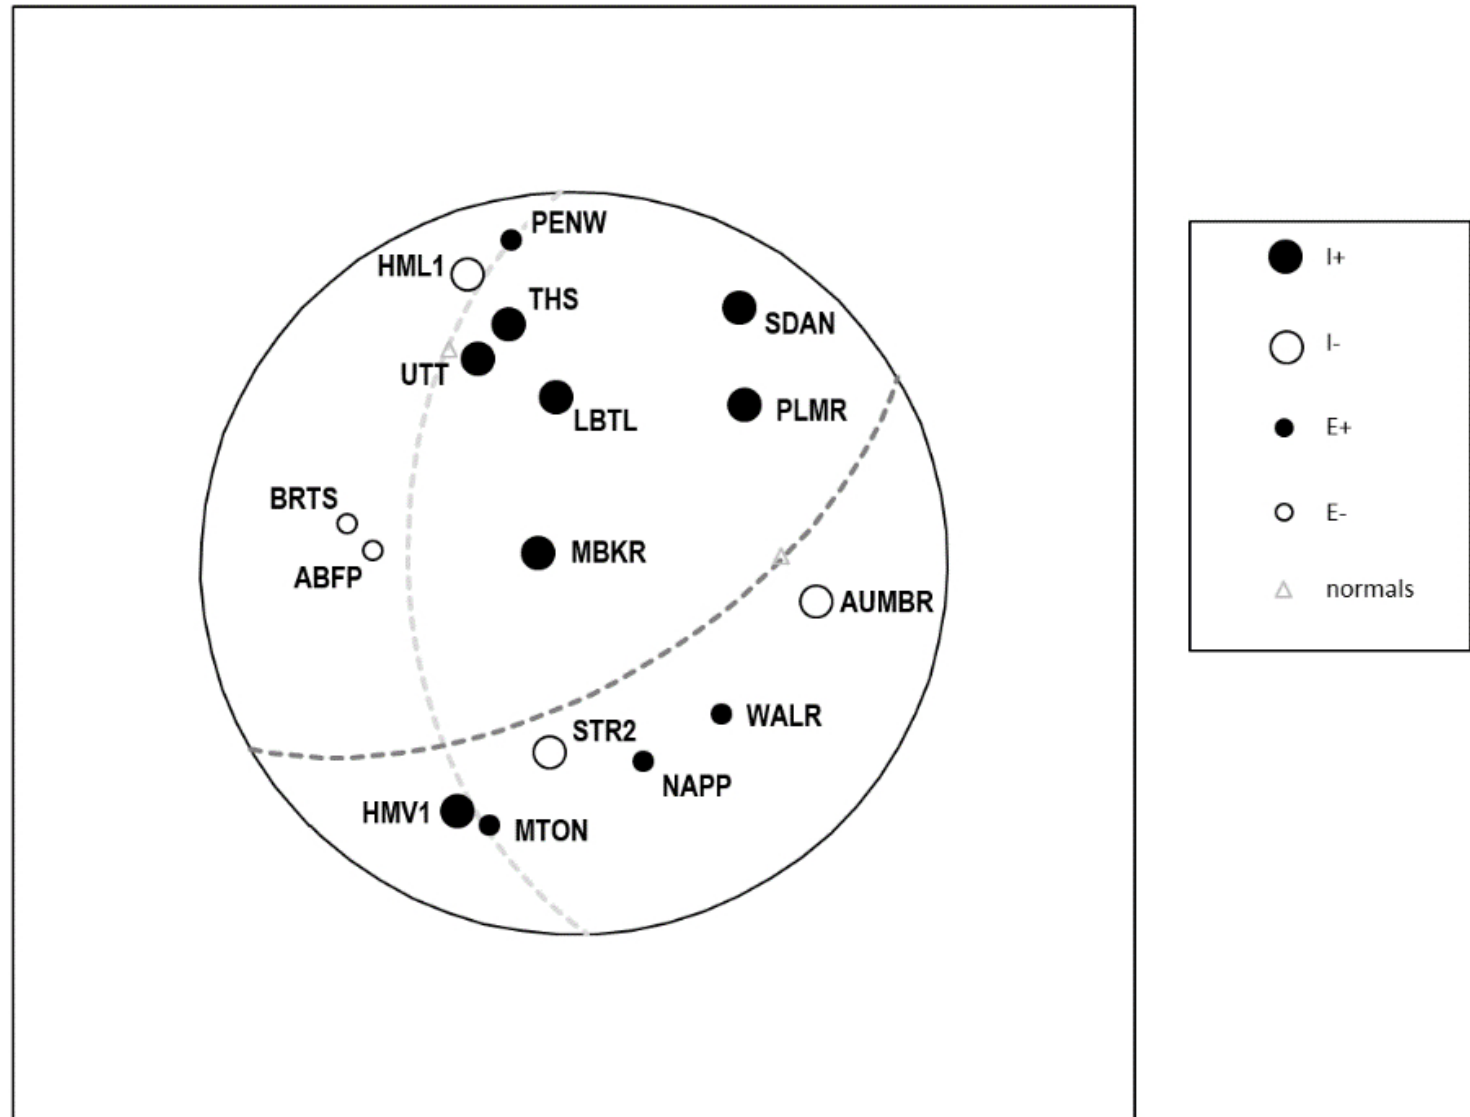 PENW
HML1
THS
SDAN
UTT
LBTL
PLMR
BRTS
ABFP
MBKR
AUMBR
STR2
WALR
NAPP
HMV1
MTON
I+
I-
E+
E-
normals